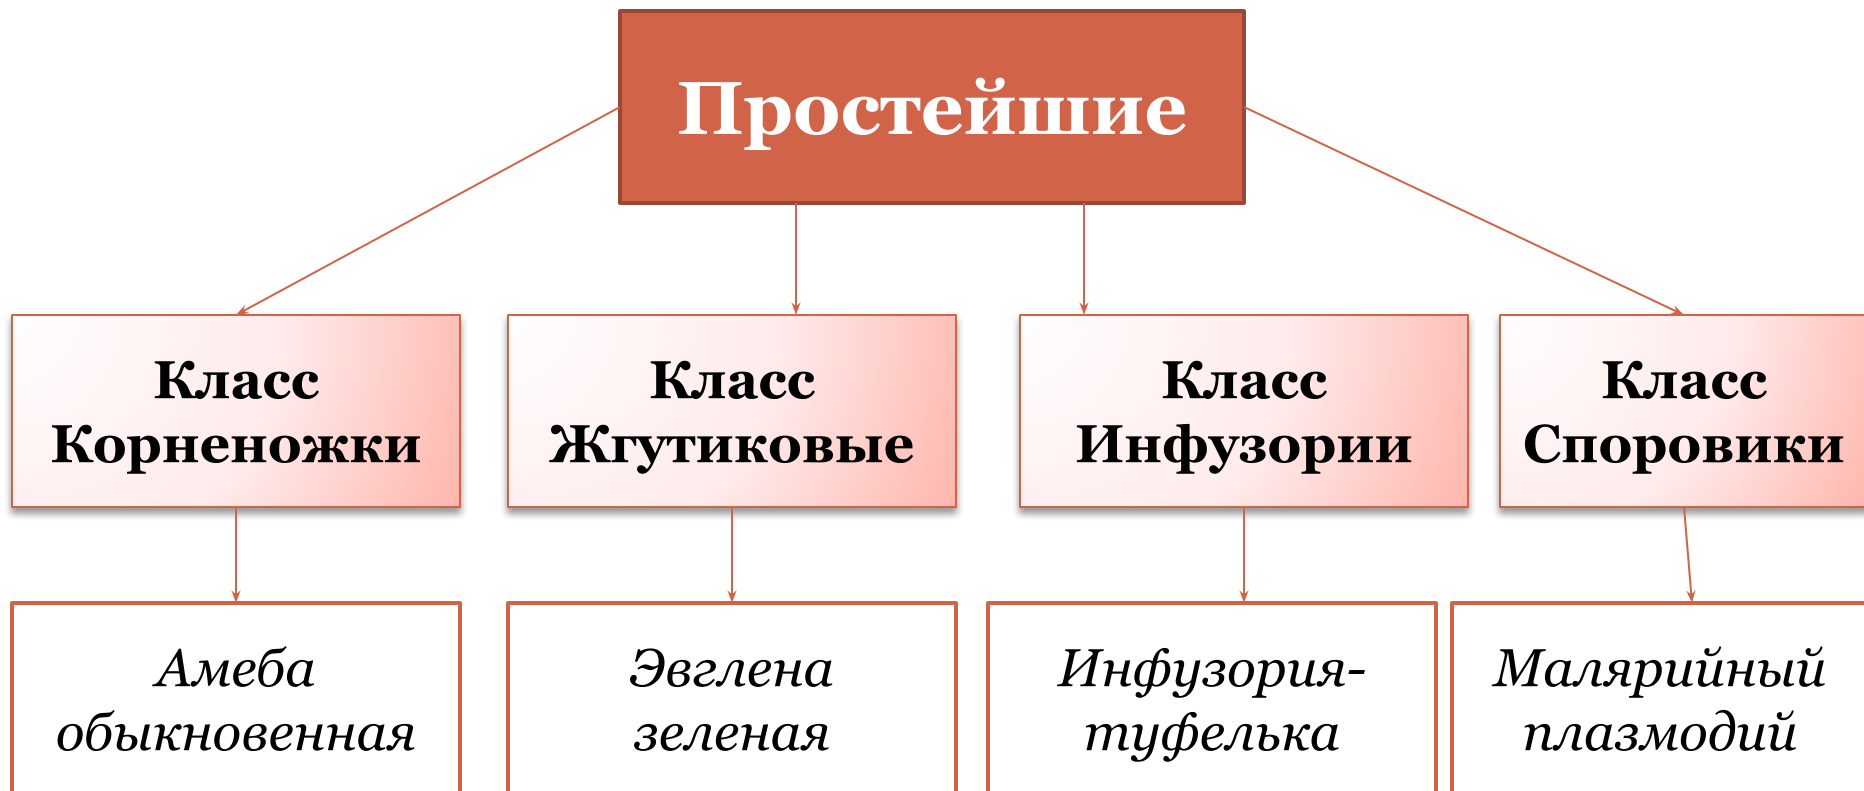 Простейшие
Класс
Корненожки
Класс
Жгутиковые
Класс
Инфузории
Класс
Споровики
Амеба
обыкновенная
Эвглена
зеленая
Инфузория-
туфелька
Малярийный
плазмодий